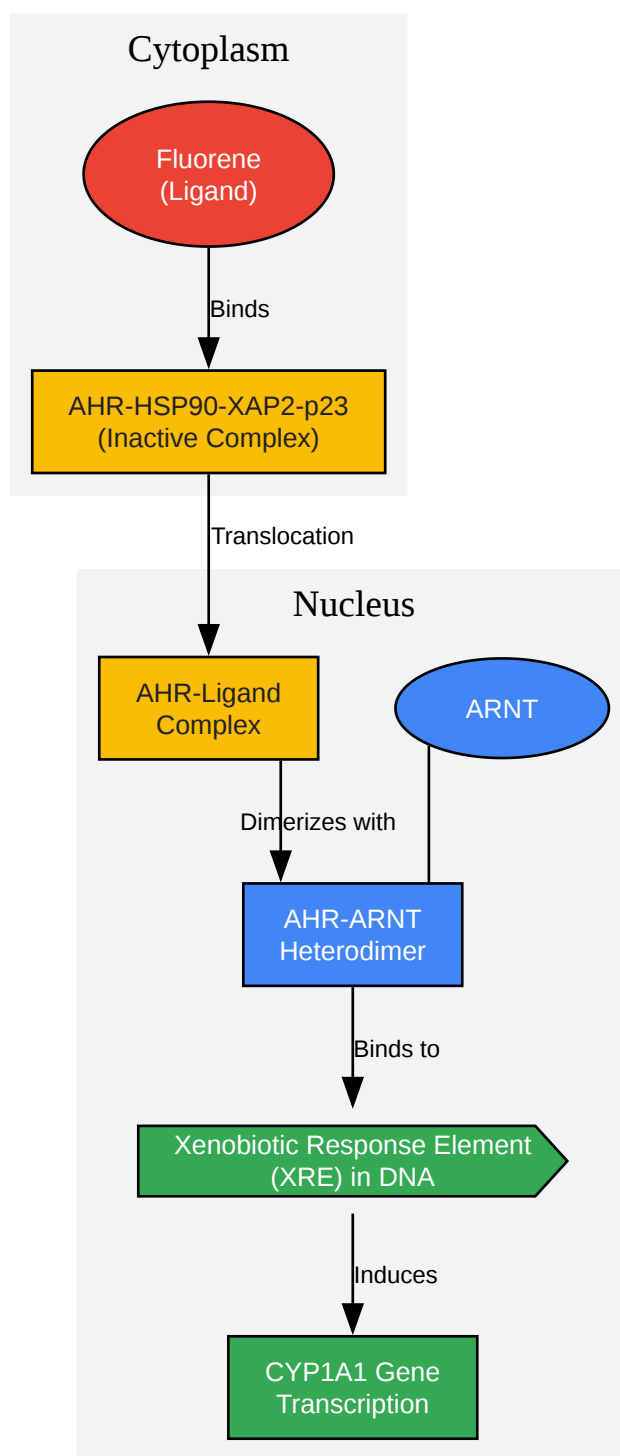 Cytoplasm
Fluorene
(Ligand)
Binds
AHR-HSP90-XAP2-p23
(Inactive Complex)
Translocation
Nucleus
AHR-Ligand
Complex
ARNT
Dimerizes with
AHR-ARNT
Heterodimer
Binds to
Xenobiotic Response Element
(XRE) in DNA
Induces
CYP1A1 Gene
Transcription